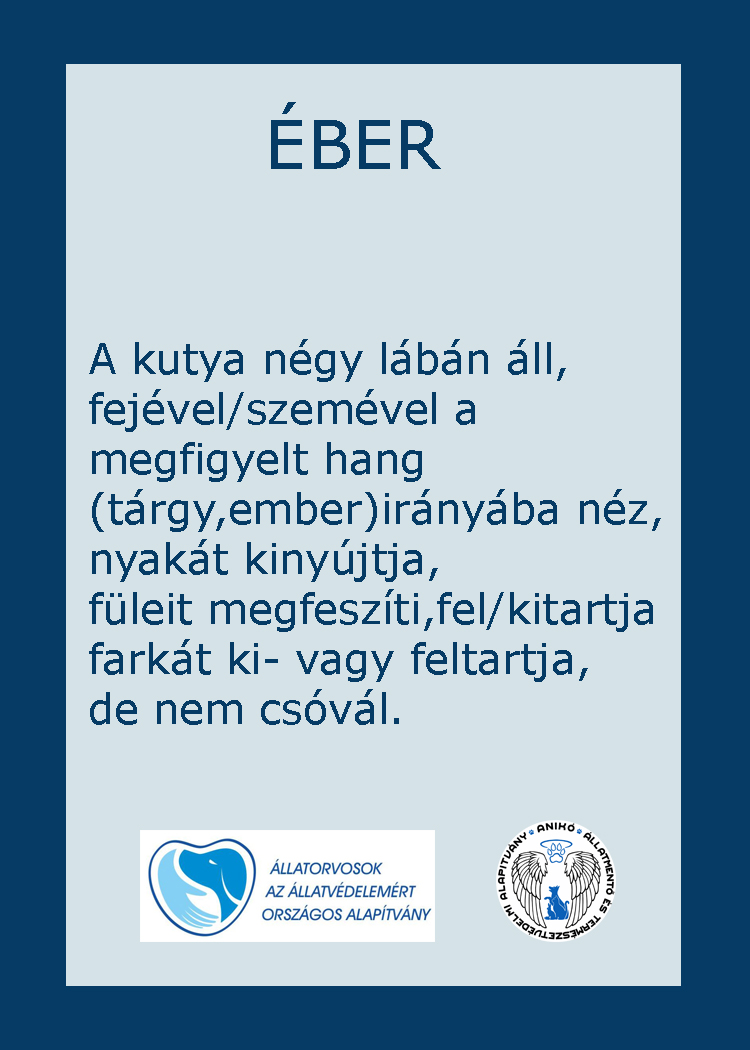 ÉBER
A kutya négy lábán áll,
fejével/szemével a
megfigyelt hang
(tárgy,ember)irányába néz,
nyakát kinyújtja,
füleit megfeszíti,fel/kitartja
farkát ki- vagy feltartja,
de nem csóvál.
ÁLLATORVOSOK
AZ ÁLLATVÉDELEMÉRT
ORSZÁGOS ALAPÍTVÁNY
ANIKÓ ÁLLATMENTŐ ÉS TERMÉSZETVÉDELMI ALAPÍTVÁNY